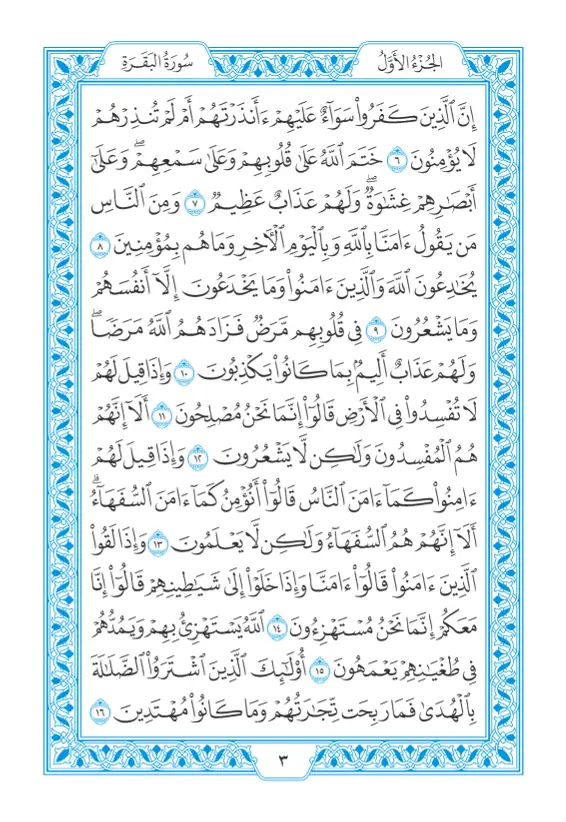 سُورَةُ البَقَرَةِ
الجُزْءُ الأَوَّلُ
إِنَّ ٱلَّذِينَ كَفَرُوا۟ سَوَآءٌ عَلَيْهِمْ ءَأَنذَرْتَهُمْ أَمْ لَمْ تُنذِرْهُمْ
لَا يُؤْمِنُونَ ٦ خَتَمَ ٱللَّهُ عَلَىٰ قُلُوبِهِمْ وَعَلَىٰ سَمْعِهِمْ ۖ وَعَلَىٰٓ
أَبْصَٰرِهِمْ غِشَٰوَةٌ ۖ وَلَهُمْ عَذَابٌ عَظِيمٌ ٧ وَمِنَ ٱلنَّاسِ
مَن يَقُولُ ءَامَنَّا بِٱللَّهِ وَبِٱلْيَوْمِ ٱلْءَاخِرِ وَمَا هُم بِمُؤْمِنِينَ ٨
يُخَٰدِعُونَ ٱللَّهَ وَٱلَّذِينَ ءَامَنُوا۟ وَمَا يَخْدَعُونَ إِلَّآ أَنفُسَهُمْ
وَمَا يَشْعُرُونَ ٩ فِى قُلُوبِهِم مَّرَضٌ فَزَادَهُمُ ٱللَّهُ مَرَضًا ۖ
وَلَهُمْ عَذَابٌ أَلِيمٌۢ بِمَا كَانُوا۟ يَكْذِبُونَ ١٠ وَإِذَا قِيلَ لَهُمْ
لَا تُفْسِدُوا۟ فِى ٱلْأَرْضِ قَالُوٓا۟ إِنَّمَا نَحْنُ مُصْلِحُونَ ١١ أَلَآ إِنَّهُمْ
هُمُ ٱلْمُفْسِدُونَ وَلَٰكِن لَّا يَشْعُرُونَ ١٢ وَإِذَا قِيلَ لَهُمْ
ءَامِنُوا۟ كَمَآ ءَامَنَ ٱلنَّاسُ قَالُوٓا۟ أَنُؤْمِنُ كَمَآ ءَامَنَ ٱلسُّفَهَآءُ ۗ
أَلَآ إِنَّهُمْ هُمُ ٱلسُّفَهَآءُ وَلَٰكِن لَّا يَعْلَمُونَ ١٣ وَإِذَا لَقُوا۟
ٱلَّذِينَ ءَامَنُوا۟ قَالُوٓا۟ ءَامَنَّا وَإِذَا خَلَوْا۟ إِلَىٰ شَيَٰطِينِهِمْ قَالُوٓا۟ إِنَّا
مَعَكُمْ إِنَّمَا نَحْنُ مُسْتَهْزِءُونَ ١٤ ٱللَّهُ يَسْتَهْزِئُ بِهِمْ وَيَمُدُّهُمْ
فِى طُغْيَٰنِهِمْ يَعْمَهُونَ ١٥ أُو۟لَٰٓئِكَ ٱلَّذِينَ ٱشْتَرَوُا۟ ٱلضَّلَٰلَةَ
بِٱلْهُدَىٰ فَمَا رَبِحَت تِّجَٰرَتُهُمْ وَمَا كَانُوا۟ مُهْتَدِينَ ١٦
٣